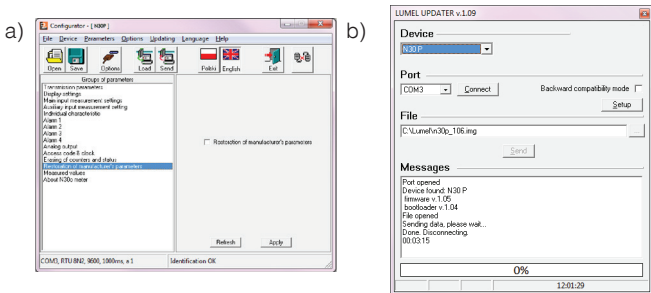 a)
Configurator - [ N30P ]
File Device Parameters Options Updating Language Help
Open Save Options Load Send Polski English Exit
Groups of parameters
Transmission parameters
Display settings
Main input measurement settings
Auxiliary input measurement setting
Individual characteristic
Alarm 1
Alarm 2
Alarm 3
Alarm 4
Analog output
Access code & clock
Erasing of counters and status
Restoration of manufacturer's parameters
Measured values
About N30o meter
Restoration of manufacturer's parameters
Refresh Apply
COM3, RTU 8N2, 9600, 1000ms, a 1 Identification OK
b)
LUMEL UPDATER v.1.09
Device
N30 P
Port
COM3 Connect Backward compatibility mode
Setup
File
C:\Lumel\n30p_106.img ...
Send
Messages
Port opened
Device found: N30 P
firmware v.1.05
bootloader v.1.04
File opened
Sending data, please wait...
Done. Disconnecting.
00:03:15
0%
12:01:29